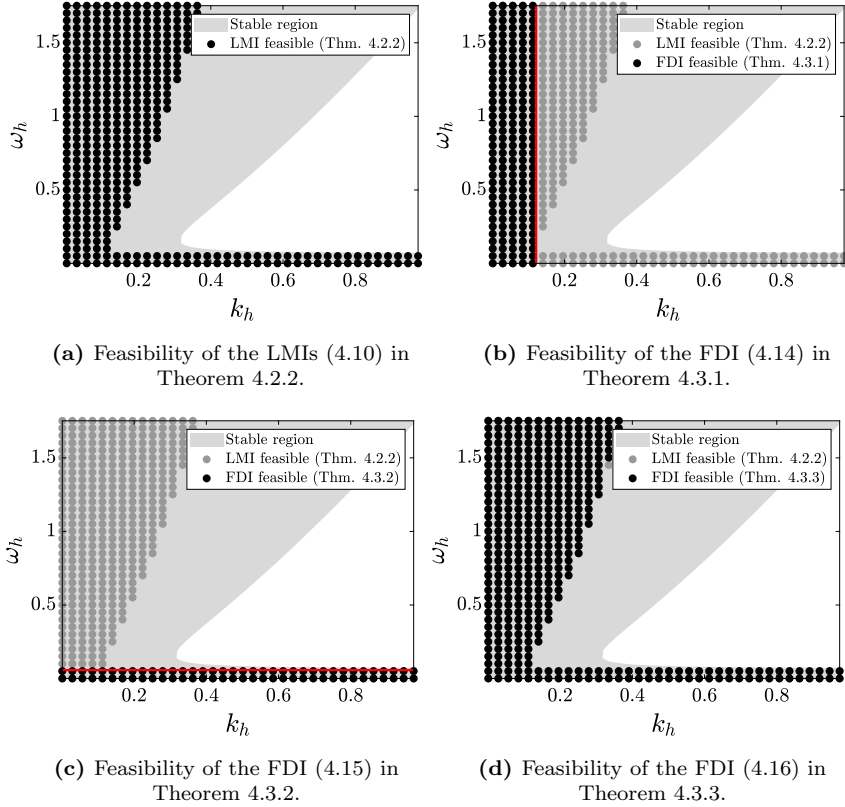 Stable region
LMI feasible (Thm. 4.2.2)
1.5
1
0.5
ω_h
0.2 0.4 0.6 0.8
k_h
(a) Feasibility of the LMIs (4.10) in
Theorem 4.2.2.
Stable region
LMI feasible (Thm. 4.2.2)
FDI feasible (Thm. 4.3.1)
1.5
1
0.5
ω_h
0.2 0.4 0.6 0.8
k_h
(b) Feasibility of the FDI (4.14) in
Theorem 4.3.1.
Stable region
LMI feasible (Thm. 4.2.2)
FDI feasible (Thm. 4.3.2)
1.5
1
0.5
ω_h
0.2 0.4 0.6 0.8
k_h
(c) Feasibility of the FDI (4.15) in
Theorem 4.3.2.
Stable region
LMI feasible (Thm. 4.2.2)
FDI feasible (Thm. 4.3.3)
1.5
1
0.5
ω_h
0.2 0.4 0.6 0.8
k_h
(d) Feasibility of the FDI (4.16) in
Theorem 4.3.3.